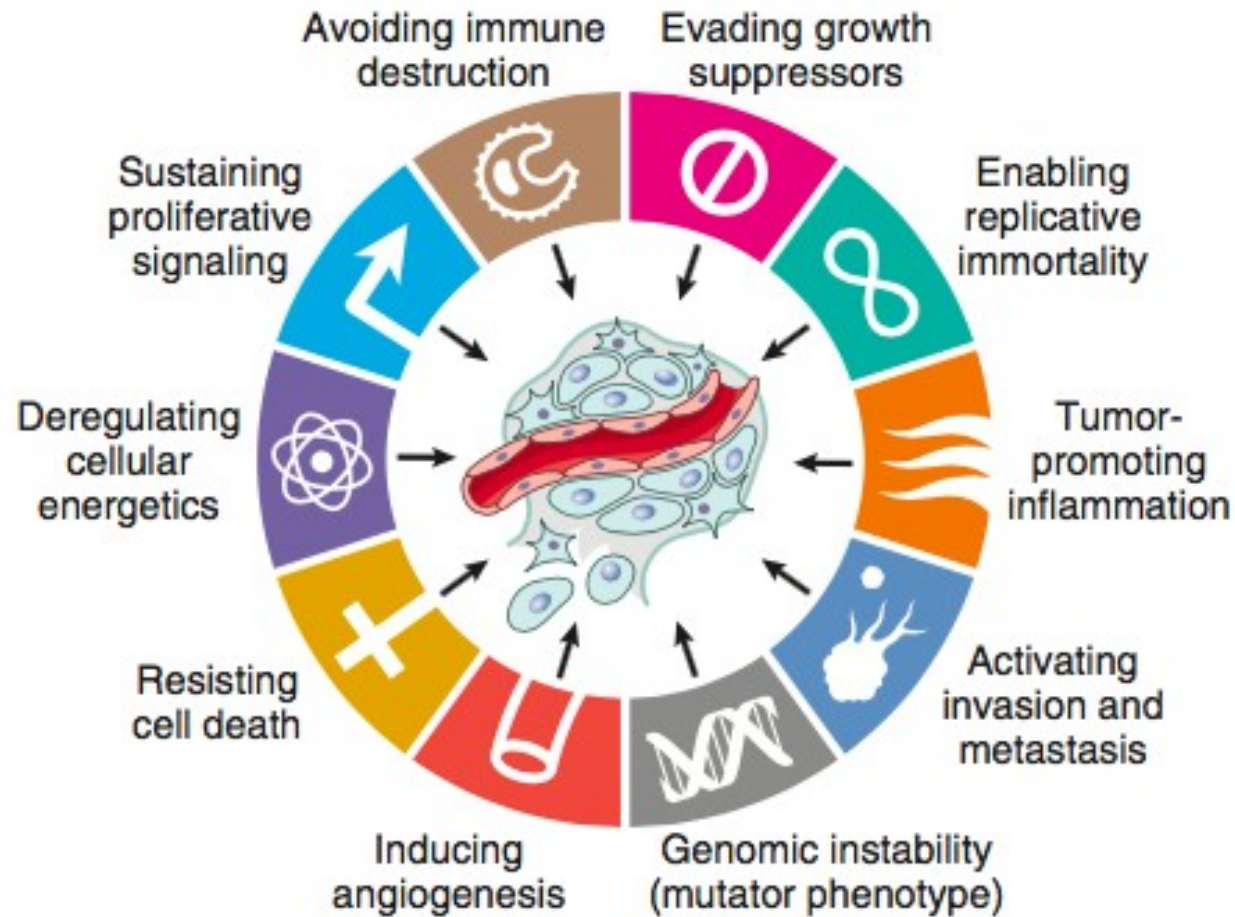 Avoiding immune
destruction
Evading growth
suppressors
Enabling
replicative
immortality
Tumor-
promoting
inflammation
Activating
invasion and
metastasis
Genomic instability
(mutator phenotype)
Inducing
angiogenesis
Resisting
cell death
Deregulating
cellular
energetics
Sustaining
proliferative
signaling